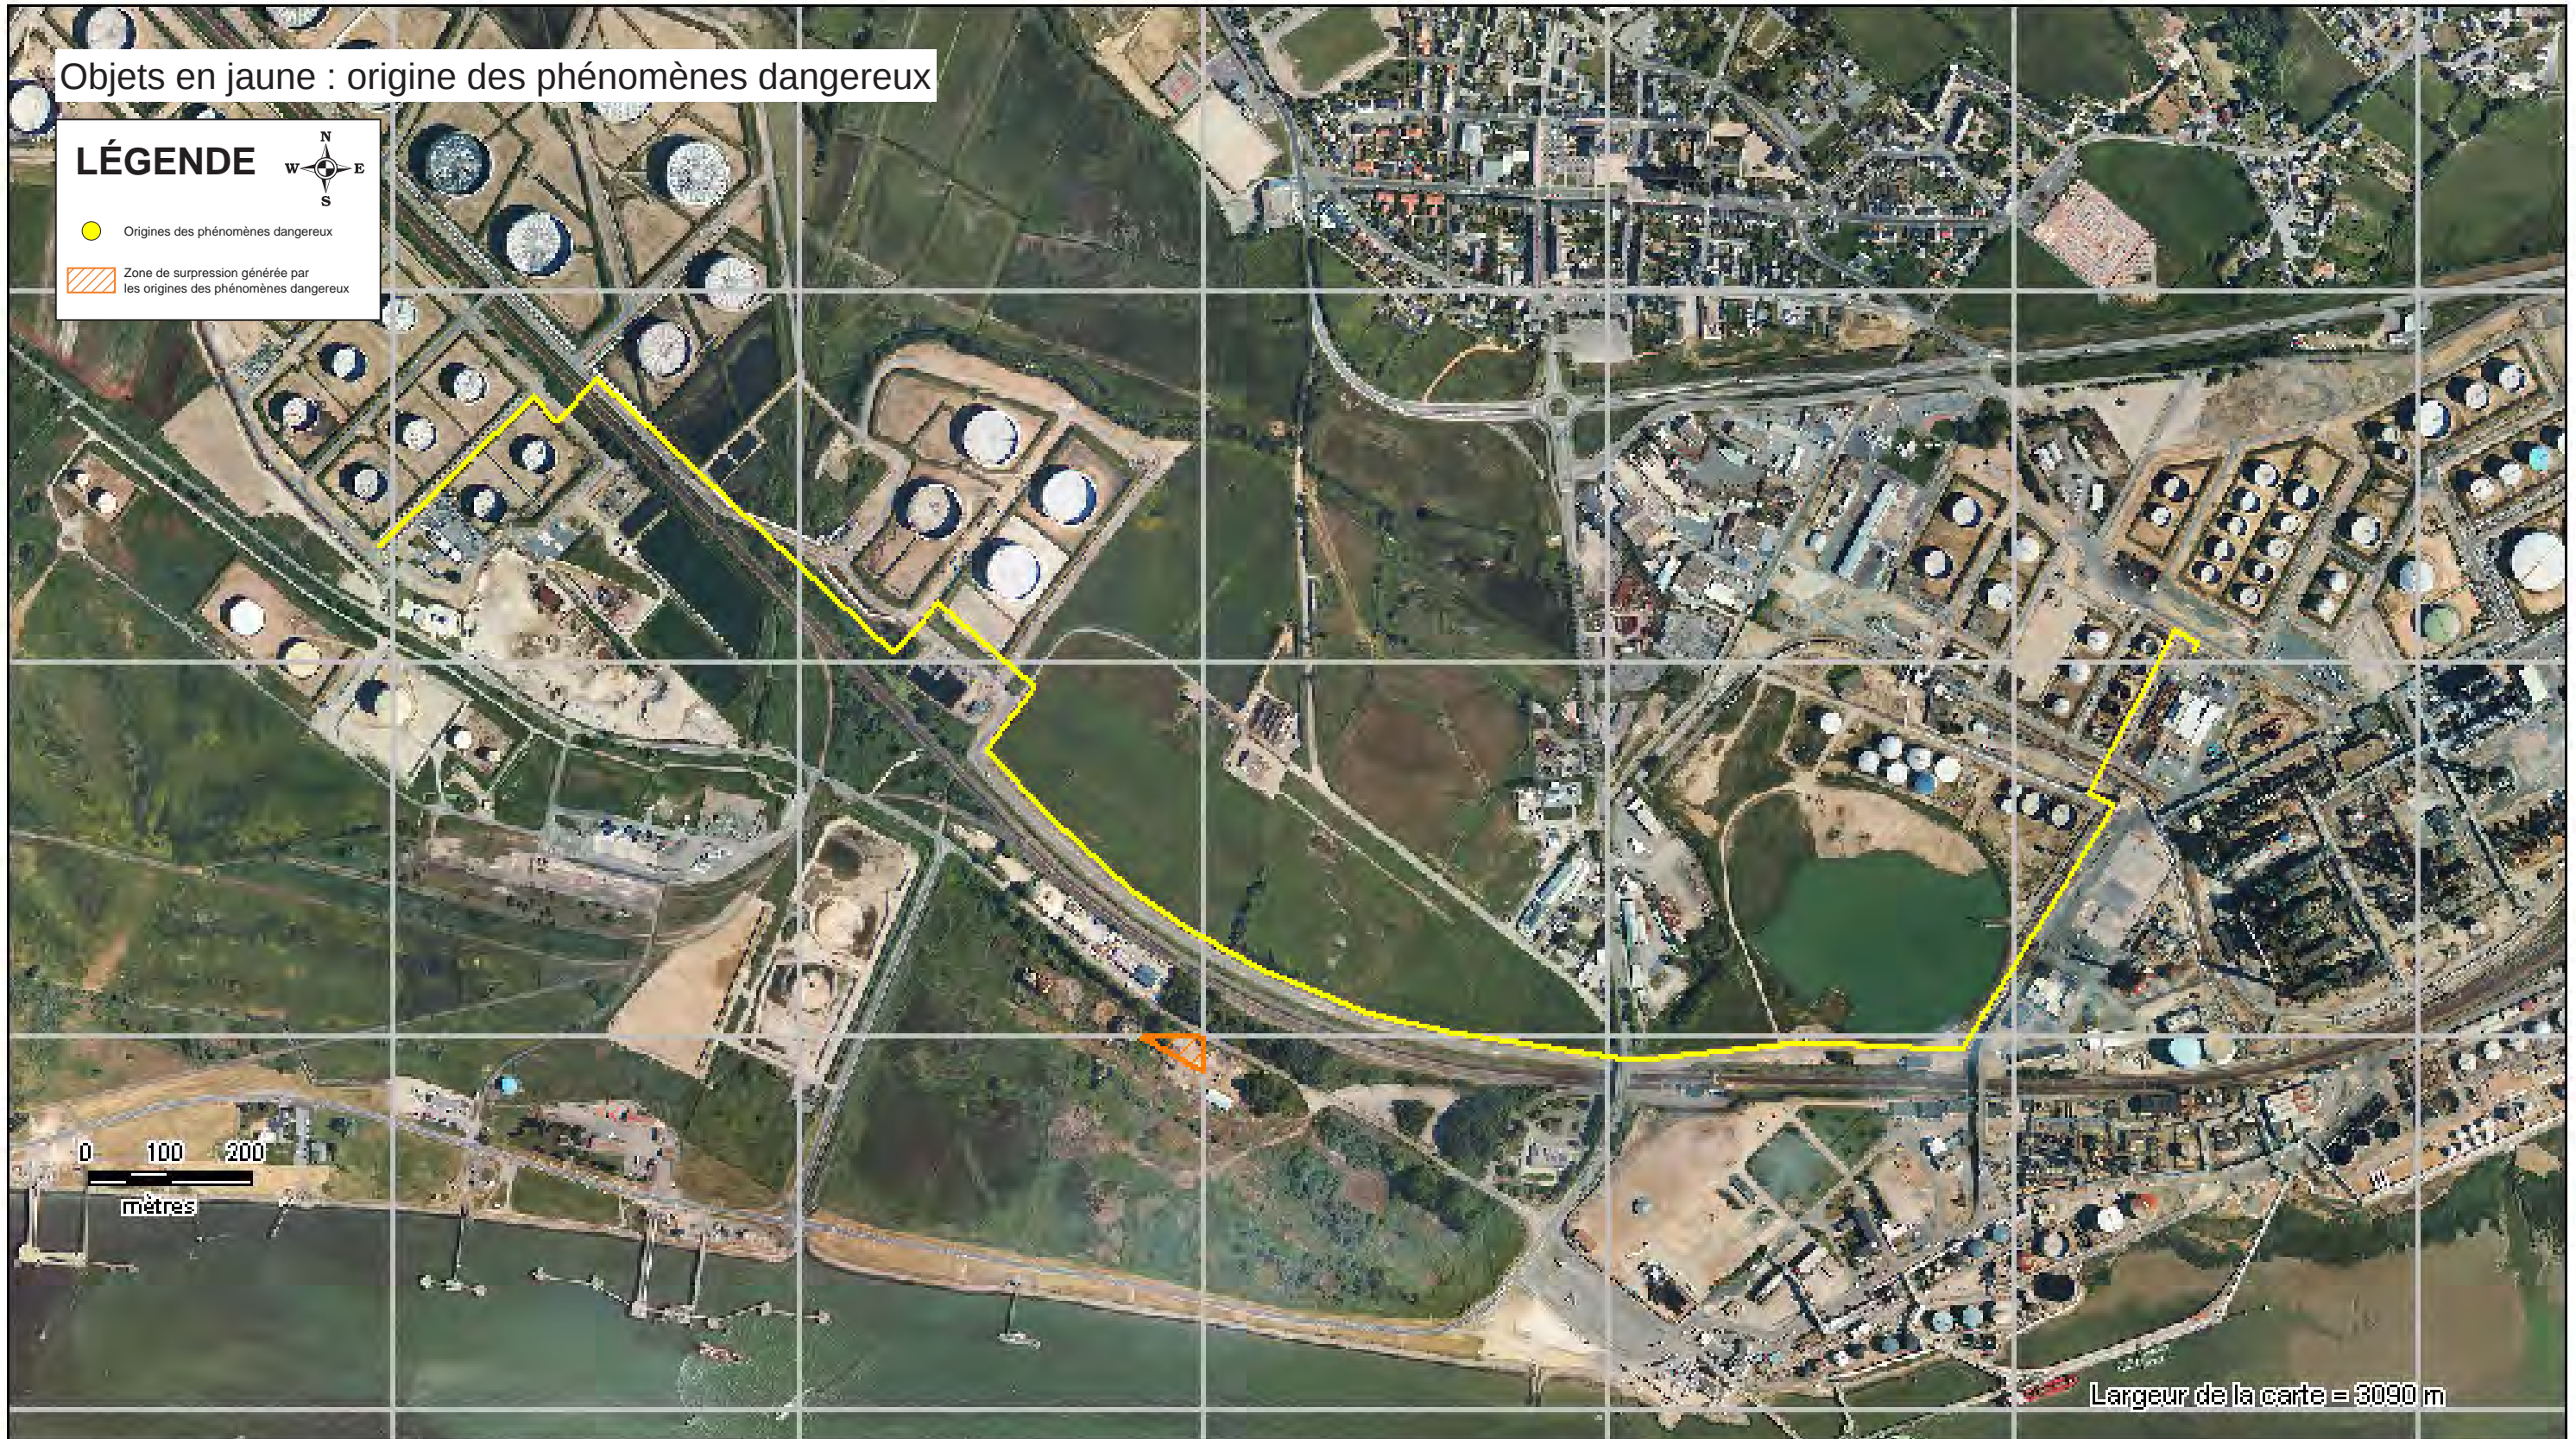 Objets en jaune : origine des phénomènes dangereux
LÉGENDE
N
W E
S
Origines des phénomènes dangereux
Zone de surpression générée par
les origines des phénomènes dangereux
0 100 200
mètres
Largeur de la carte = 3090 m